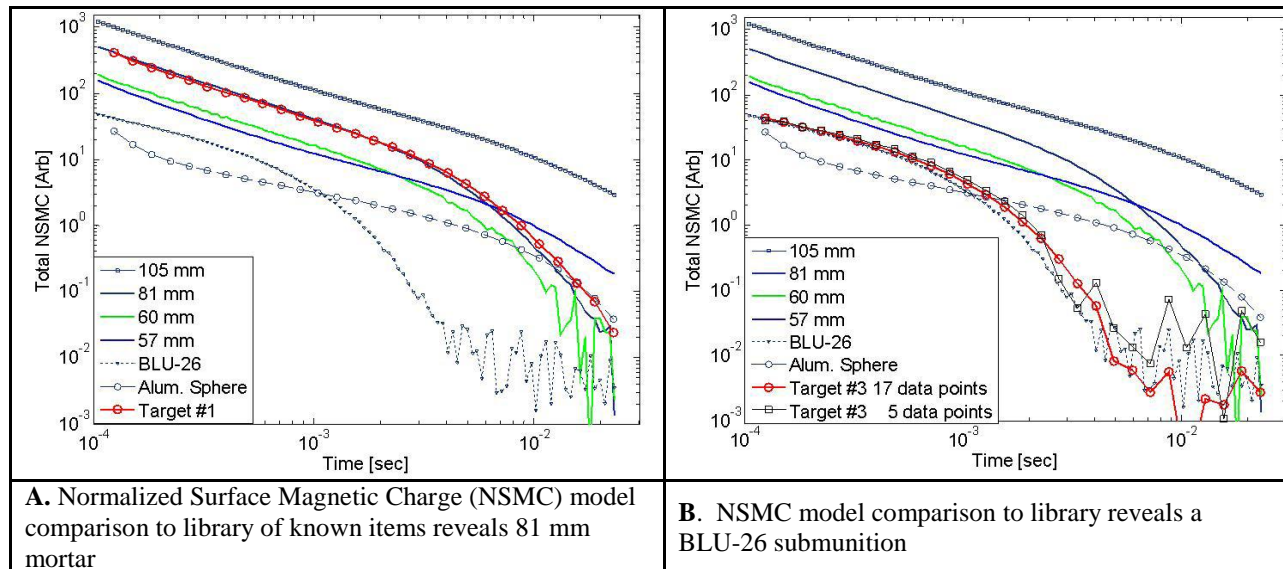 10^3
10^2
10^1
10^0
10^-1
10^-2
10^-3
Total NSMC [Arb]
105 mm
81 mm
60 mm
57 mm
BLU-26
Alum. Sphere
Target #1
10^-4
10^-3
10^-2
Time [sec]
10^3
10^2
10^1
10^0
10^-1
10^-2
10^-3
Total NSMC [Arb]
105 mm
81 mm
60 mm
57 mm
BLU-26
Alum. Sphere
Target #3 17 data points
Target #3 5 data points
10^-4
10^-3
10^-2
Time [sec]
A. Normalized Surface Magnetic Charge (NSMC) model
comparison to library of known items reveals 81 mm
mortar
B. NSMC model comparison to library reveals a
BLU-26 submunition